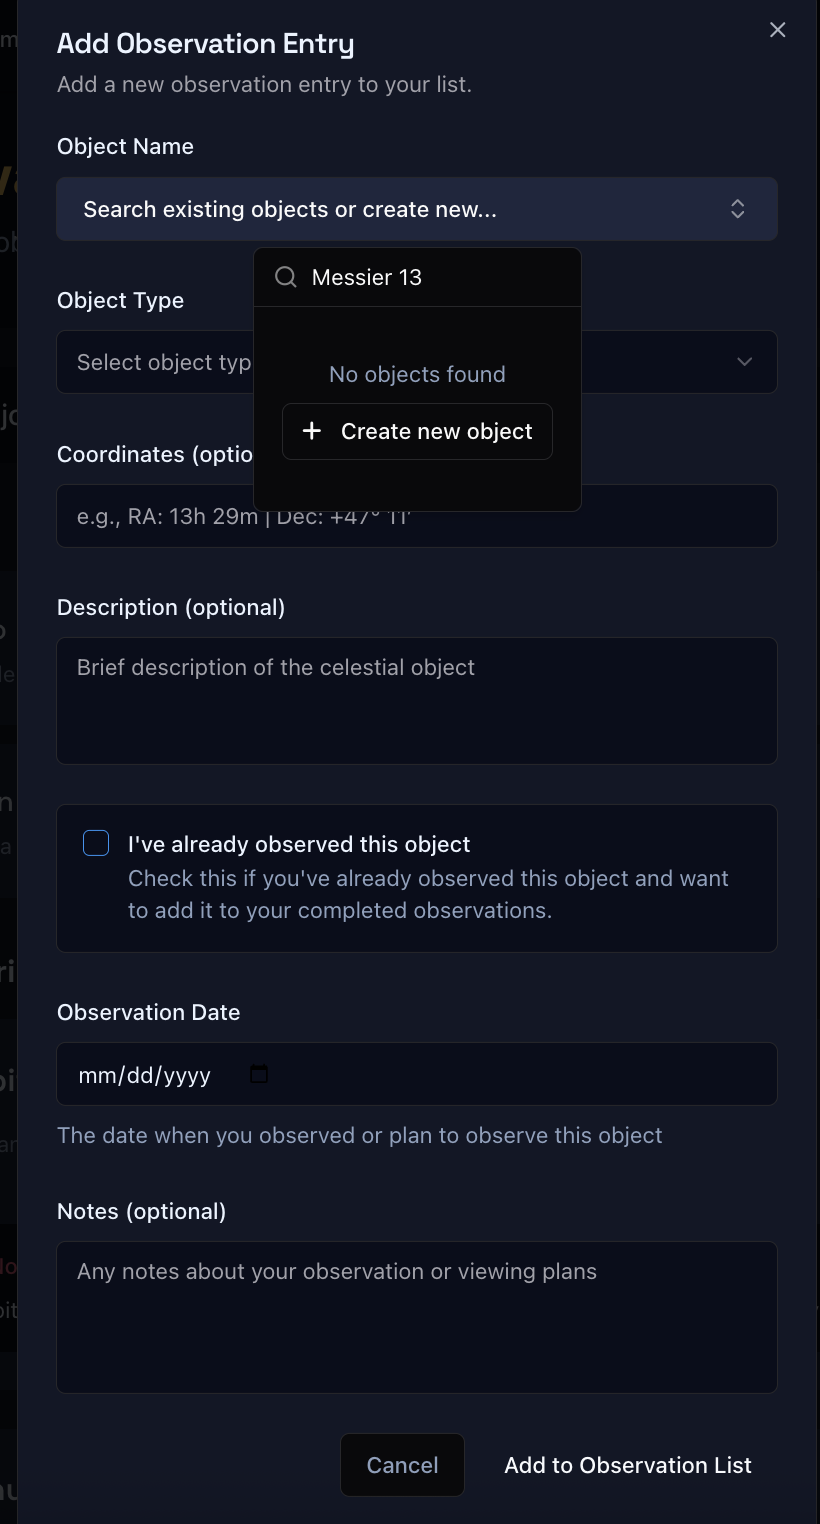 Add Observation Entry
Add a new observation entry to your list.
Object Name
Search existing objects or create new...
Messier 13
No objects found
Create new object
Object Type
Select object typ
Coordinates (optio
e.g., RA: 13h 29m | Dec: +47° 11'
Description (optional)
Brief description of the celestial object
I've already observed this object
Check this if you've already observed this object and want
to add it to your completed observations.
Observation Date
mm/dd/yyyy
The date when you observed or plan to observe this object
Notes (optional)
Any notes about your observation or viewing plans
Cancel
Add to Observation List